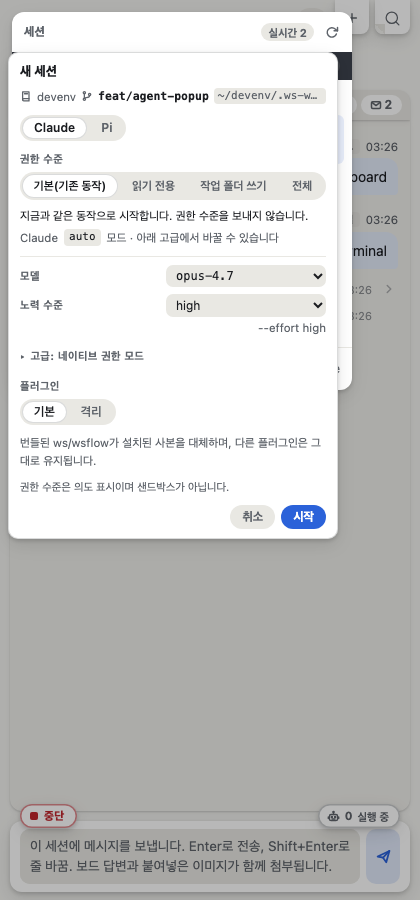 세션
실시간 2
2
새 세션
devenv feat/agent-popup ~/devenv/.ws-w…
Claude Pi
03:26
권한 수준
board
기본(기존 동작) 읽기 전용 작업 폴더 쓰기 전체
지금과 같은 동작으로 시작합니다. 권한 수준을 보내지 않습니다.
03:26
Claude auto 모드 · 아래 고급에서 바꿀 수 있습니다
minal
모델 opus-4.7
03:26
노력 수준 high
03:26
--effort high
고급: 네이티브 권한 모드
플러그인
기본 격리
번들된 ws/wsflow가 설치된 사본을 대체하며, 다른 플러그인은 그
대로 유지됩니다.
권한 수준은 의도 표시이며 샌드박스가 아닙니다.
취소 시작
중단
0 실행 중
이 세션에 메시지를 보냅니다. Enter로 전송, Shift+Enter로
줄 바꿈. 보드 답변과 붙여넣은 이미지가 함께 첨부됩니다.